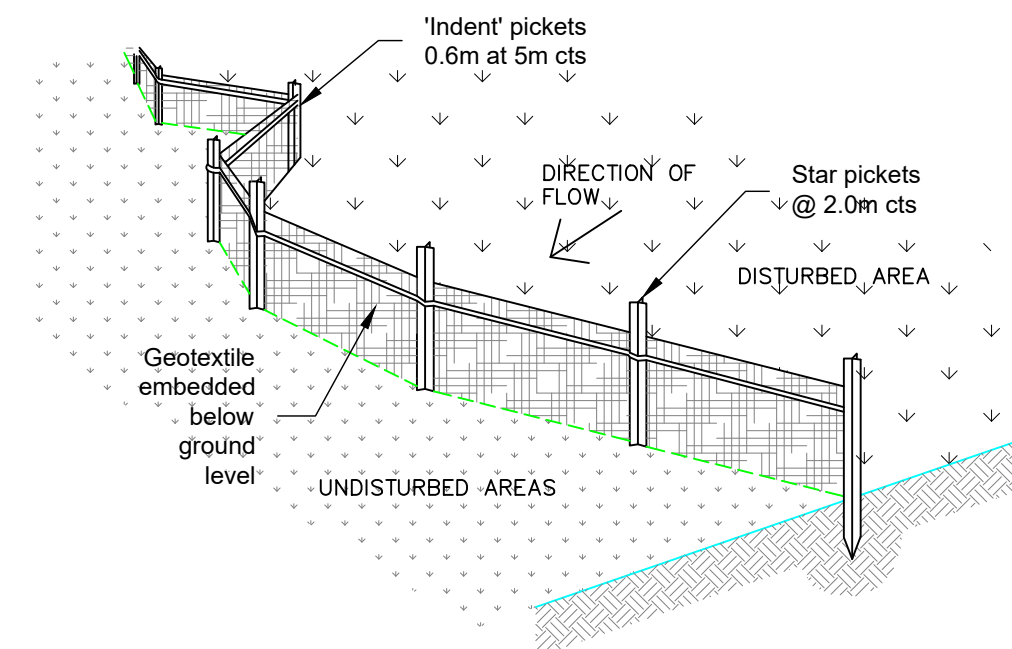 'Indent' pickets
0.6m at 5m cts
DIRECTION OF
FLOW
Star pickets
@ 2.0m cts
DISTURBED AREA
Geotextile
embedded
below
ground
level
UNDISTURBED AREAS